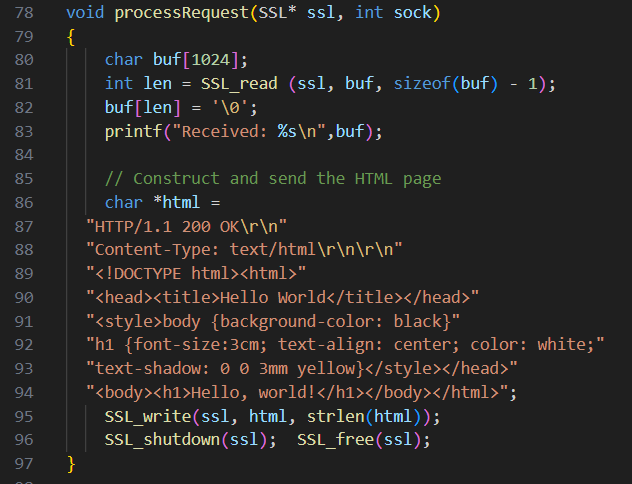 78 void processRequest(SSL* ssl, int sock)
79 {
80     char buf[1024];
81     int len = SSL_read (ssl, buf, sizeof(buf) - 1);
82     buf[len] = '\0';
83     printf("Received: %s\n",buf);
84
85     // Construct and send the HTML page
86     char *html =
87   "HTTP/1.1 200 OK\r\n"
88   "Content-Type: text/html\r\n\r\n"
89   "<!DOCTYPE html><html>"
90   "<head><title>Hello World</title></head>"
91   "<style>body {background-color: black}"
92   "h1 {font-size:3cm; text-align: center; color: white;"
93   "text-shadow: 0 0 3mm yellow}</style></head>"
94   "<body><h1>Hello, world!</h1></body></html>";
95     SSL_write(ssl, html, strlen(html));
96     SSL_shutdown(ssl);  SSL_free(ssl);
97 }